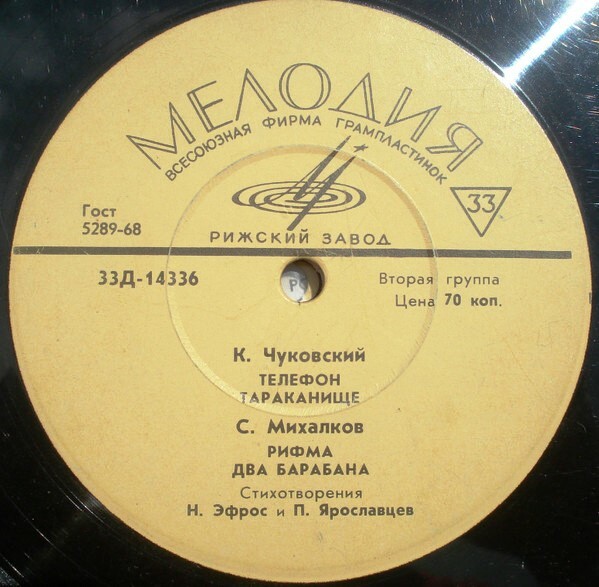 МЕЛОДИЯ
ВСЕСОЮЗНАЯ ФИРМА ГРАМПЛАСТИНОК
33
Гост
5289-68
РИЖСКИЙ ЗАВОД
33Д-14336
Вторая группа
Цена 70 коп.
К. Чуковский
ТЕЛЕФОН
ТАРАКАНИЩЕ
С. Михалков
РИФМА
ДВА БАРАБАНА
Стихотворения
Н. Эфрос и П. Ярославцев